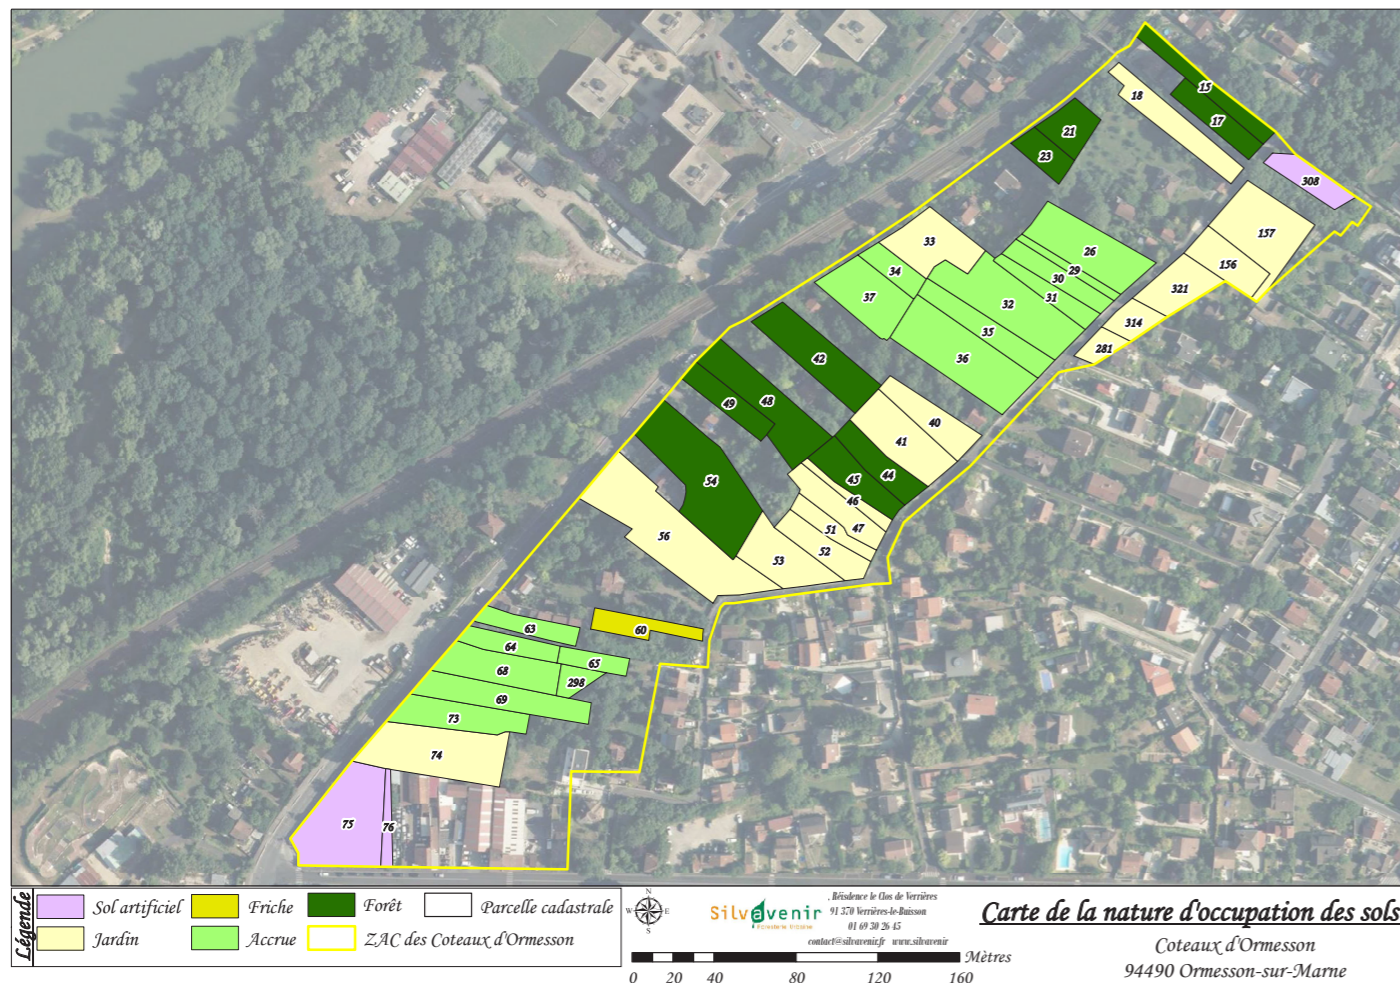 15
18
17
21
23
308
33
157
26
34
29
156
30
37
31
321
32
314
35
281
36
42
49
48
40
41
54
45
44
46
51
47
56
52
53
63
60
64
65
68
298
69
73
74
75
76
Légende
Sol artificiel
Friche
Forêt
Parcelle cadastrale
Jardin
Accrue
ZAC des Coteaux d'Ormesson
N
W
E
S
Silvavenir
Foresterie Urbaine
Résidence le Clos de Verrières
91 370 Verrières-le-Buisson
01 69 30 26 45
contact@silvavenir.fr www.silvavenir
Mètres
0 20 40 80 120 160
Carte de la nature d'occupation des sols
Coteaux d'Ormesson
94490 Ormesson-sur-Marne